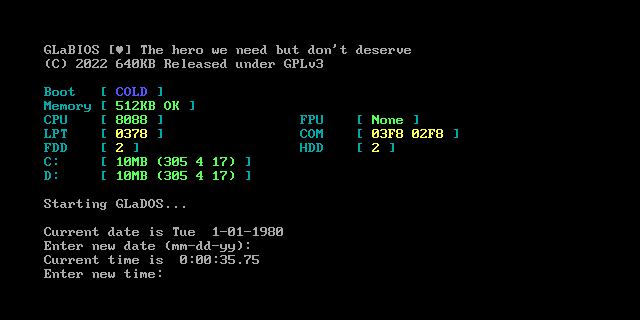 GLaBIOS [♥] The hero we need but don't deserve
(C) 2022 640KB Released under GPLv3
Boot [ COLD ]
Memory [ 512KB OK ]
CPU [ 8088 ] FPU [ None ]
LPT [ 0378 ] COM [ 03F8 02F8 ]
FDD [ 2 ] HDD [ 2 ]
C: [ 10MB (305 4 17) ]
D: [ 10MB (305 4 17) ]
Starting GLaDOS...
Current date is Tue  1-01-1980
Enter new date (mm-dd-yy):
Current time is  0:00:35.75
Enter new time: